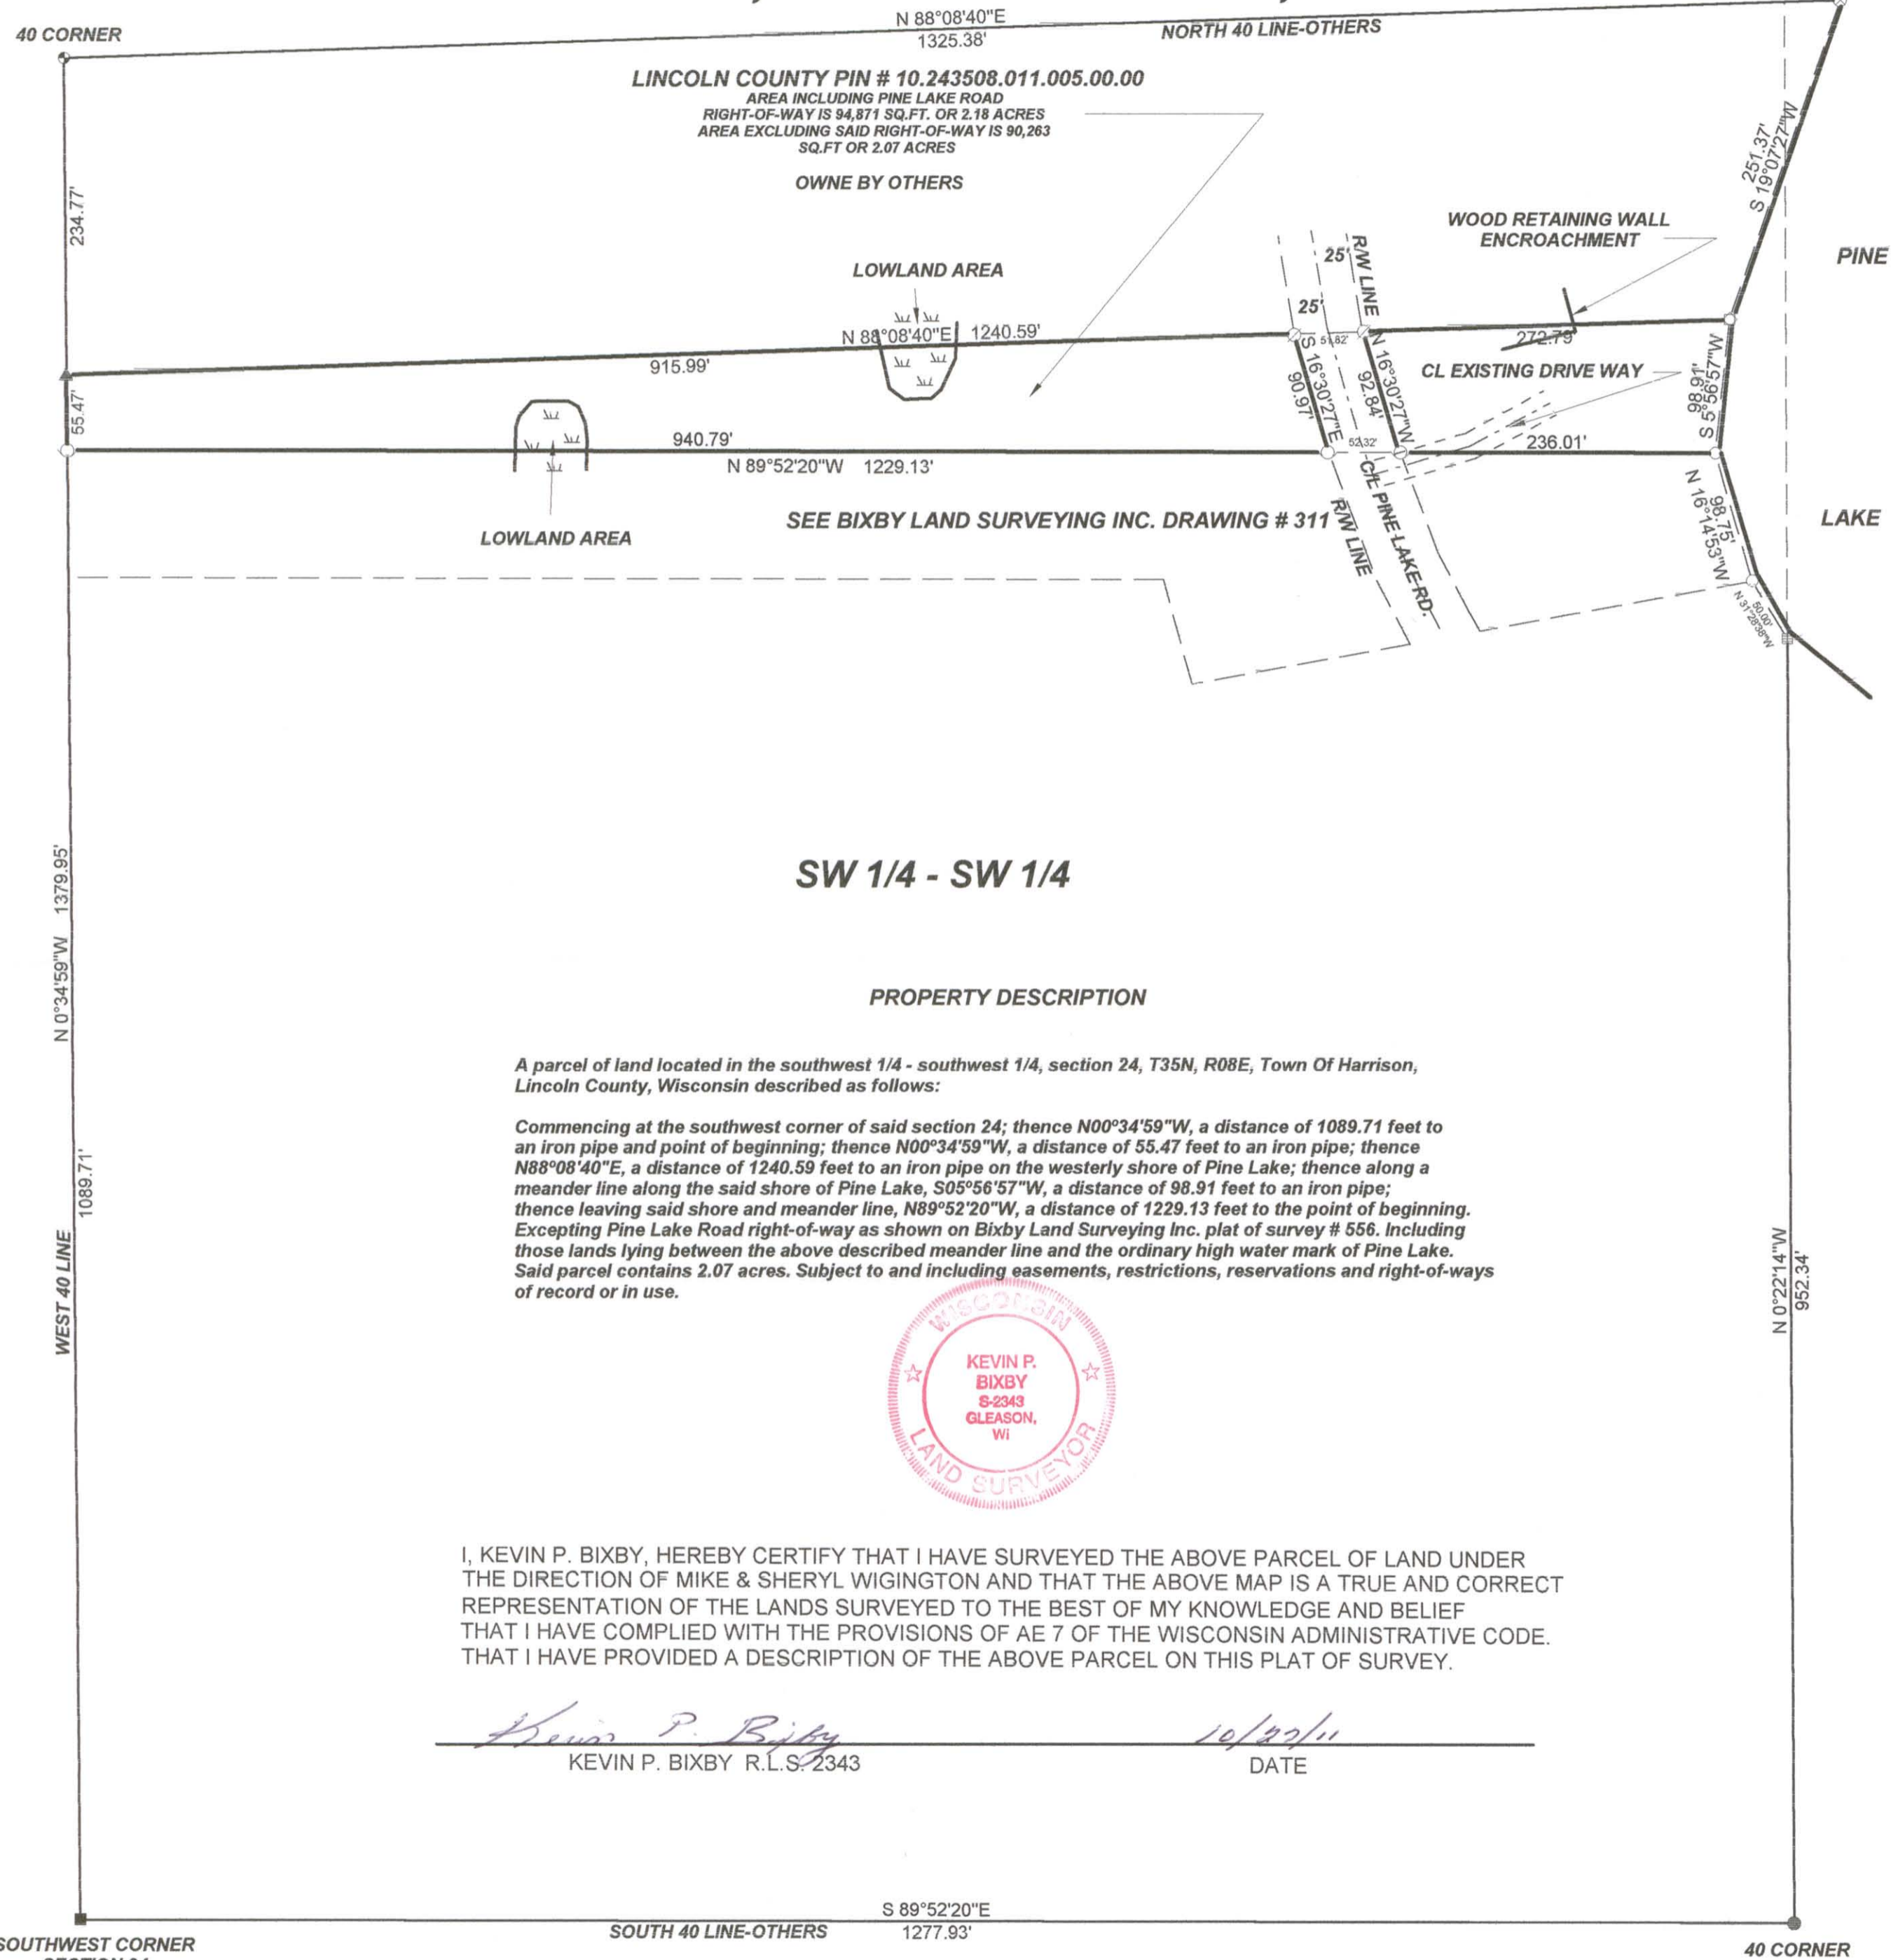 N 88°08'40"E
40 CORNER
1325.38'
NORTH 40 LINE-OTHERS
LINCOLN COUNTY PIN # 10.243508.011.005.00.00
AREA INCLUDING PINE LAKE ROAD
RIGHT-OF-WAY IS 94,871 SQ.FT. OR 2.18 ACRES
AREA EXCLUDING SAID RIGHT-OF-WAY IS 90,263
SQ.FT OR 2.07 ACRES
OWNE BY OTHERS
251.37'
S 19°07'27"W
234.77'
WOOD RETAINING WALL
ENCROACHMENT
PINE
LOWLAND AREA
25'
R/W LINE
25'
N 88°08'40"E 1240.59'
51.82'
272.79'
915.99'
S 16°30'27"E
90.97'
N 16°30'27"W
92.84'
CL EXISTING DRIVE WAY
98.91'
S 5°56'57"W
55.47'
940.79'
52.32'
236.01'
N 89°52'20"W 1229.13'
C/L PINE LAKE RD.
R/W LINE
SEE BIXBY LAND SURVEYING INC. DRAWING # 311
LAKE
98.75'
N 16°14'53"W
LOWLAND AREA
50.00'
N 31°28'38"W
SW 1/4 - SW 1/4
N 0°34'59"W 1379.95'
PROPERTY DESCRIPTION
A parcel of land located in the southwest 1/4 - southwest 1/4, section 24, T35N, R08E, Town Of Harrison,
Lincoln County, Wisconsin described as follows:
Commencing at the southwest corner of said section 24; thence N00º34'59"W, a distance of 1089.71 feet to
an iron pipe and point of beginning; thence N00º34'59"W, a distance of 55.47 feet to an iron pipe; thence
N88º08'40"E, a distance of 1240.59 feet to an iron pipe on the westerly shore of Pine Lake; thence along a
meander line along the said shore of Pine Lake, S05º56'57"W, a distance of 98.91 feet to an iron pipe;
thence leaving said shore and meander line, N89º52'20"W, a distance of 1229.13 feet to the point of beginning.
Excepting Pine Lake Road right-of-way as shown on Bixby Land Surveying Inc. plat of survey # 556. Including
those lands lying between the above described meander line and the ordinary high water mark of Pine Lake.
Said parcel contains 2.07 acres. Subject to and including easements, restrictions, reservations and right-of-ways
of record or in use.
1089.71'
WEST 40 LINE
N 0°22'14"W
952.34'
WISCONSIN
KEVIN P.
BIXBY
S-2343
GLEASON,
Wi
LAND SURVEYOR
I, KEVIN P. BIXBY, HEREBY CERTIFY THAT I HAVE SURVEYED THE ABOVE PARCEL OF LAND UNDER
THE DIRECTION OF MIKE & SHERYL WIGINGTON AND THAT THE ABOVE MAP IS A TRUE AND CORRECT
REPRESENTATION OF THE LANDS SURVEYED TO THE BEST OF MY KNOWLEDGE AND BELIEF
THAT I HAVE COMPLIED WITH THE PROVISIONS OF AE 7 OF THE WISCONSIN ADMINISTRATIVE CODE.
THAT I HAVE PROVIDED A DESCRIPTION OF THE ABOVE PARCEL ON THIS PLAT OF SURVEY.
Kevin P. Bixby
KEVIN P. BIXBY R.L.S. 2343
DATE
S 89°52'20"E
SOUTH 40 LINE-OTHERS
1277.93'
SOUTHWEST CORNER
40 CORNER